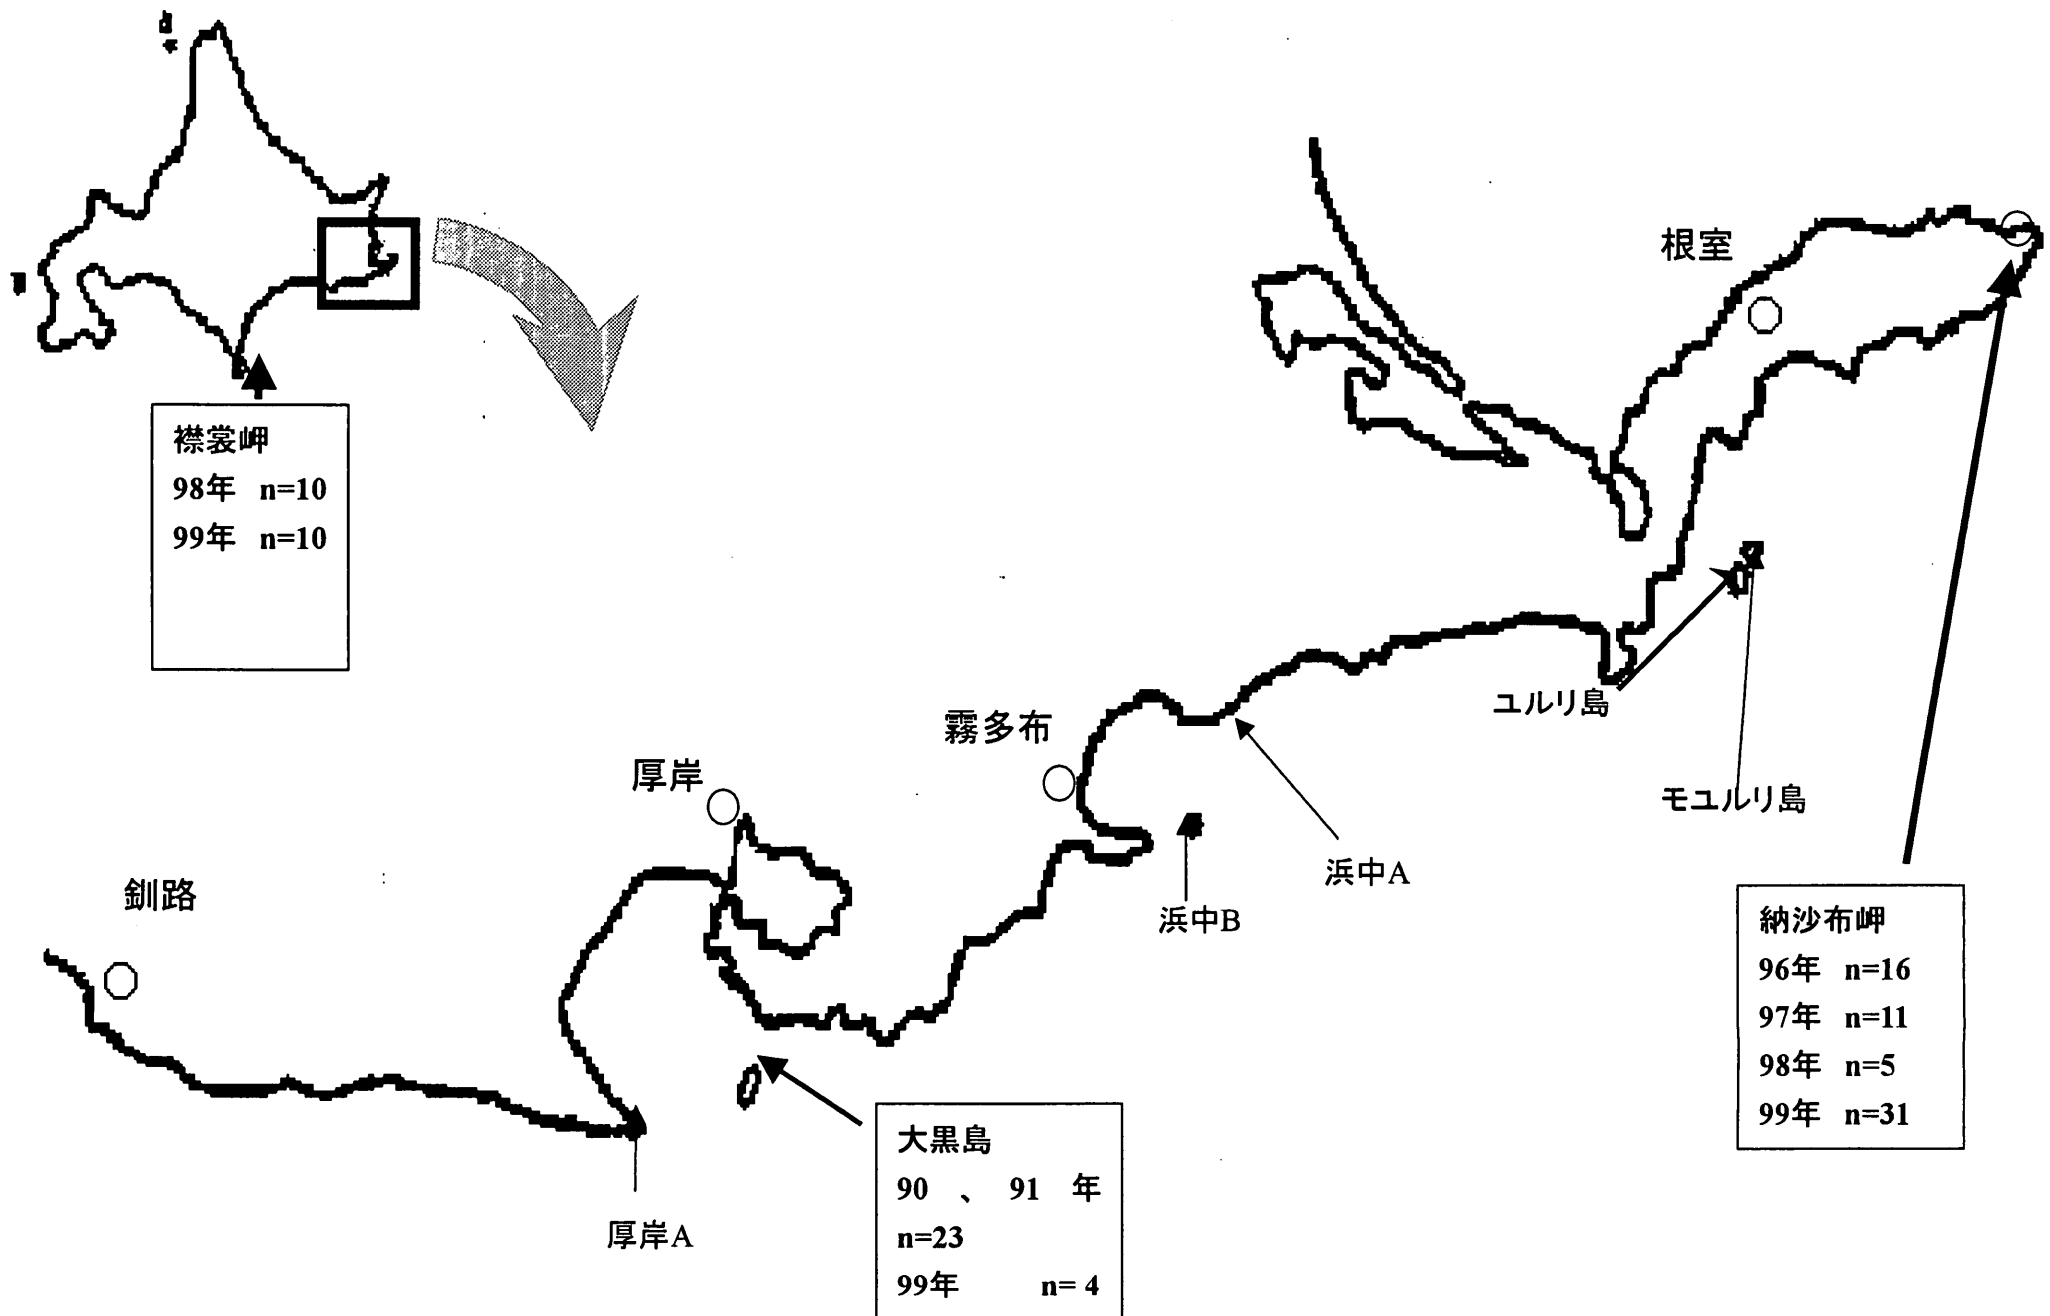 襟裳岬
98年 n=10
99年 n=10
根室
ユルリ島
モユルリ島
霧多布
厚岸
浜中A
浜中B
釧路
厚岸A
納沙布岬
96年 n=16
97年 n=11
98年 n=5
99年 n=31
大黒島
90 、 91 年
n=23
99年 n= 4